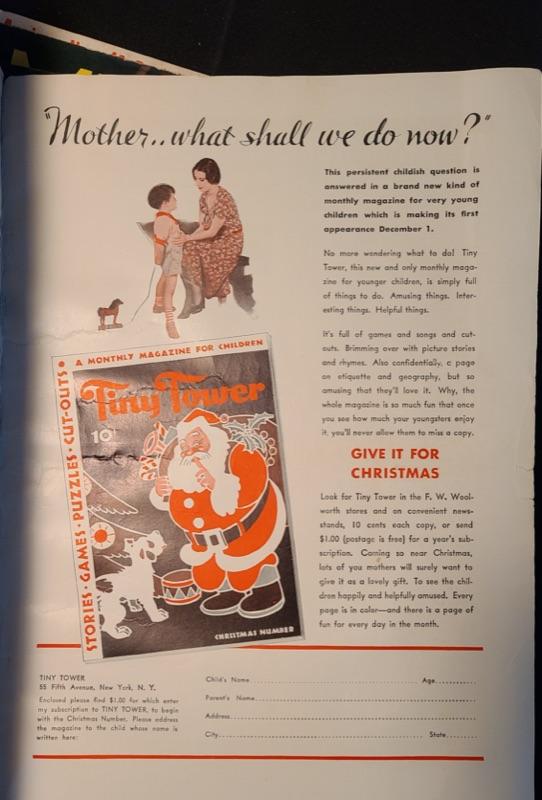 "Mother..what shall we do now?"
This persistent childish question is
answered in a brand new kind of
monthly magazine for very young
children which is making its first
appearance December 1.
No more wondering what to do! Tiny
Tower, this new and only monthly maga-
zine for younger children, is simply full
of things to do. Amusing things. Inter-
esting things. Helpful things.
It's full of games and songs and cut-
outs. Brimming over with picture stories
and rhymes. Also confidentially, a page
on etiquette and geography, but so
amusing that they'll love it. Why, the
whole magazine is so much fun that once
you see how much your youngsters enjoy
it, you'll never allow them to miss a copy.
GIVE IT FOR
CHRISTMAS
Look for Tiny Tower in the F. W. Wool-
worth stores and on convenient news-
stands, 10 cents each copy, or send
$1.00 (postage is free) for a year's sub-
scription. Coming so near Christmas,
lots of you mothers will surely want to
give it as a lovely gift. To see the chil-
dren happily and helpfully amused. Every
page is in color—and there is a page of
fun for every day in the month.
A MONTHLY MAGAZINE FOR CHILDREN
STORIES·GAMES·PUZZLES·CUT-OUTS·
Tiny Tower
10¢
CHRISTMAS NUMBER
TINY TOWER
55 Fifth Avenue, New York, N. Y.
Enclosed please find $1.00 for which enter
my subscription to TINY TOWER, to begin
with the Christmas Number. Please address
the magazine to the child whose name is
written here:
Child's Name.......... Age..........
Parent's Name..........
Address..........
City.......... State..........